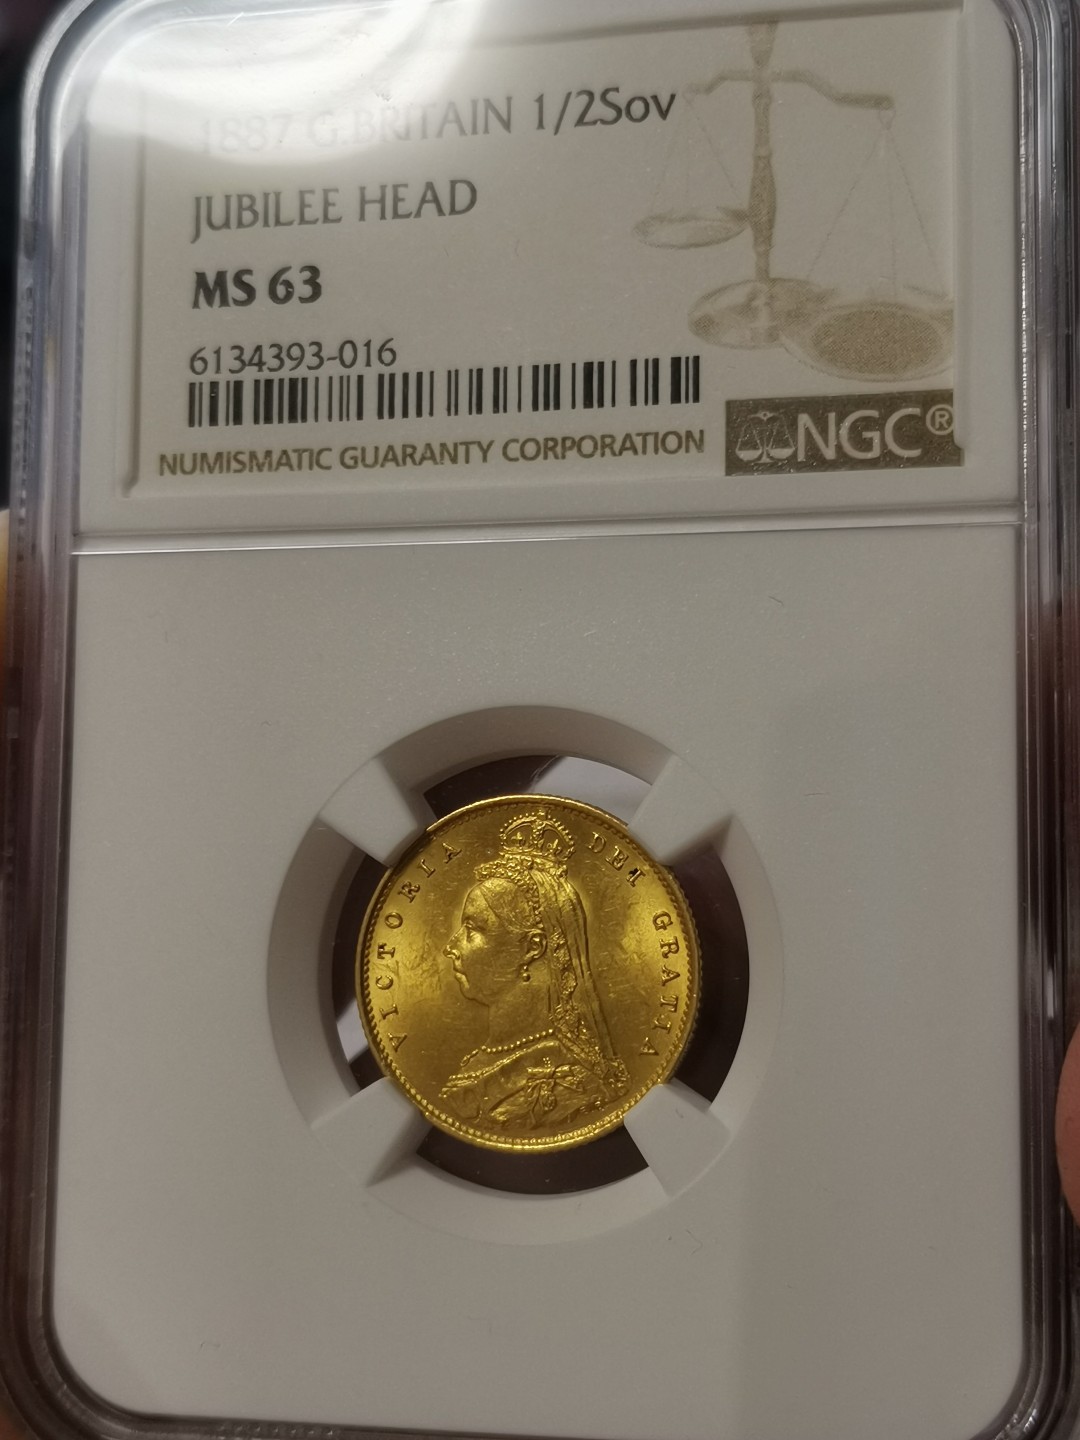 1887 G.BRITAIN 1/2Sov
JUBILEE HEAD
MS 63
6134393-016
NUMISMATIC GUARANTY CORPORATION
NGC®
VICTORIA DEI GRATIA